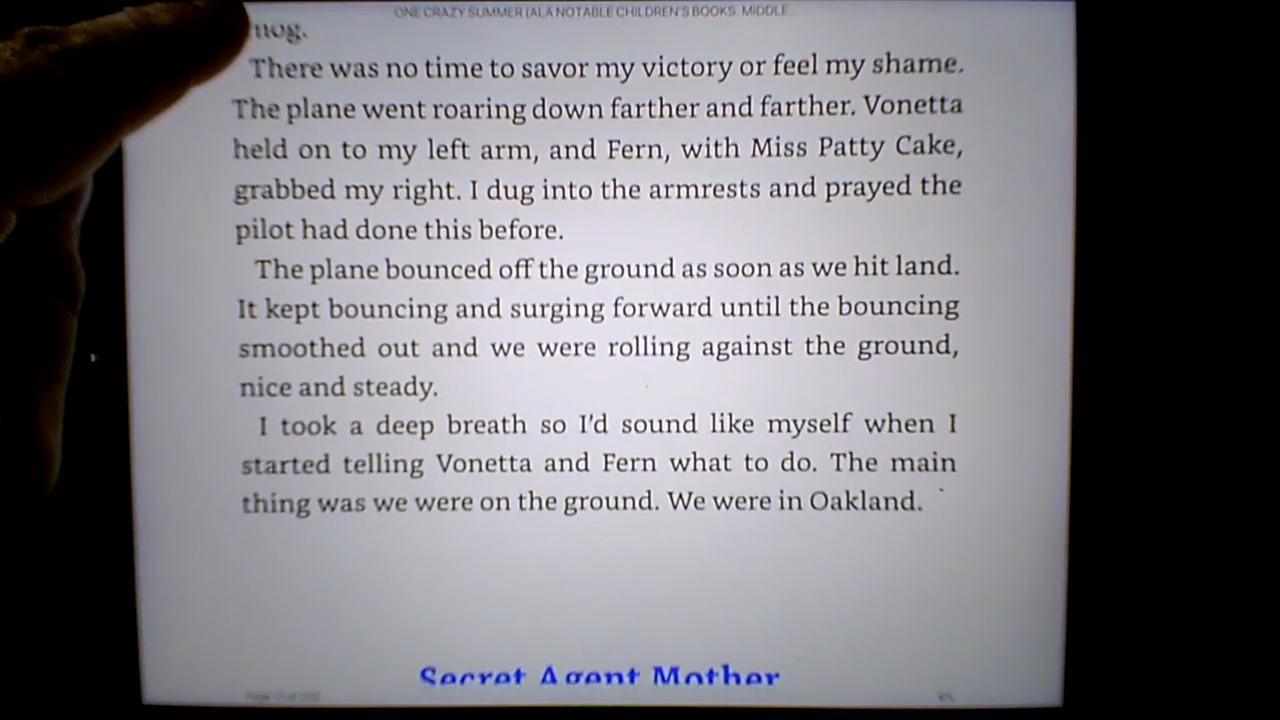 ONE CRAZY SUMMER (ALA NOTABLE CHILDREN'S BOOKS. MIDDLE...
nog.
There was no time to savor my victory or feel my shame.
The plane went roaring down farther and farther. Vonetta
held on to my left arm, and Fern, with Miss Patty Cake,
grabbed my right. I dug into the armrests and prayed the
pilot had done this before.
The plane bounced off the ground as soon as we hit land.
It kept bouncing and surging forward until the bouncing
smoothed out and we were rolling against the ground,
nice and steady.
I took a deep breath so I'd sound like myself when I
started telling Vonetta and Fern what to do. The main
thing was we were on the ground. We were in Oakland.
Secret Agent Mother